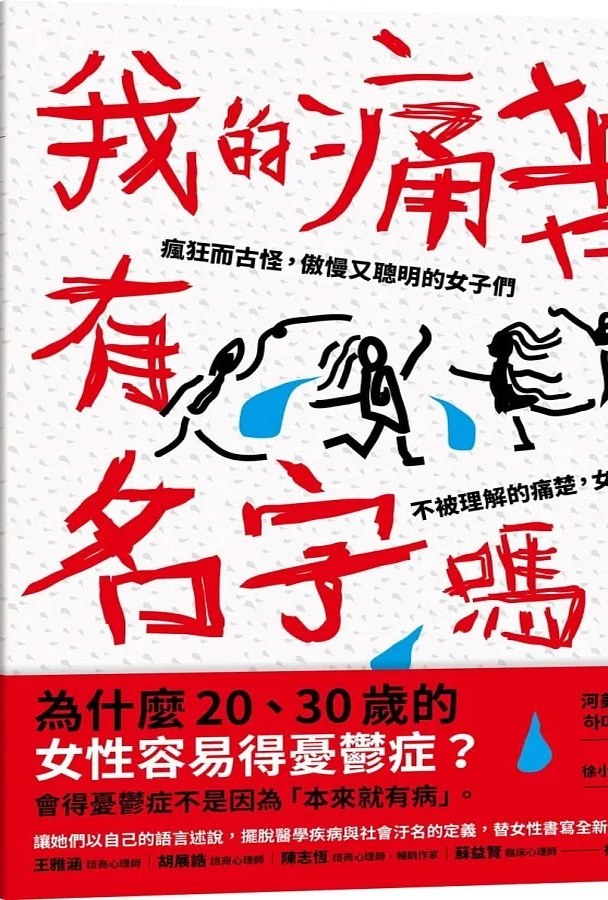 我的痛苦
瘋狂而古怪，傲慢又聰明的女子們
有
不被理解的痛楚，女
名字嗎
為什麼20、30歲的
女性容易得憂鬱症？
會得憂鬱症不是因為「本來就有病」。
讓她們以自己的語言述說，擺脫醫學疾病與社會汙名的定義，替女性書寫全新
王雅涵 諮商心理師｜胡展誥 諮商心理師｜陳志恆 諮商心理師、暢銷作家｜蘇益賢 臨床心理師
河
하미
徐小